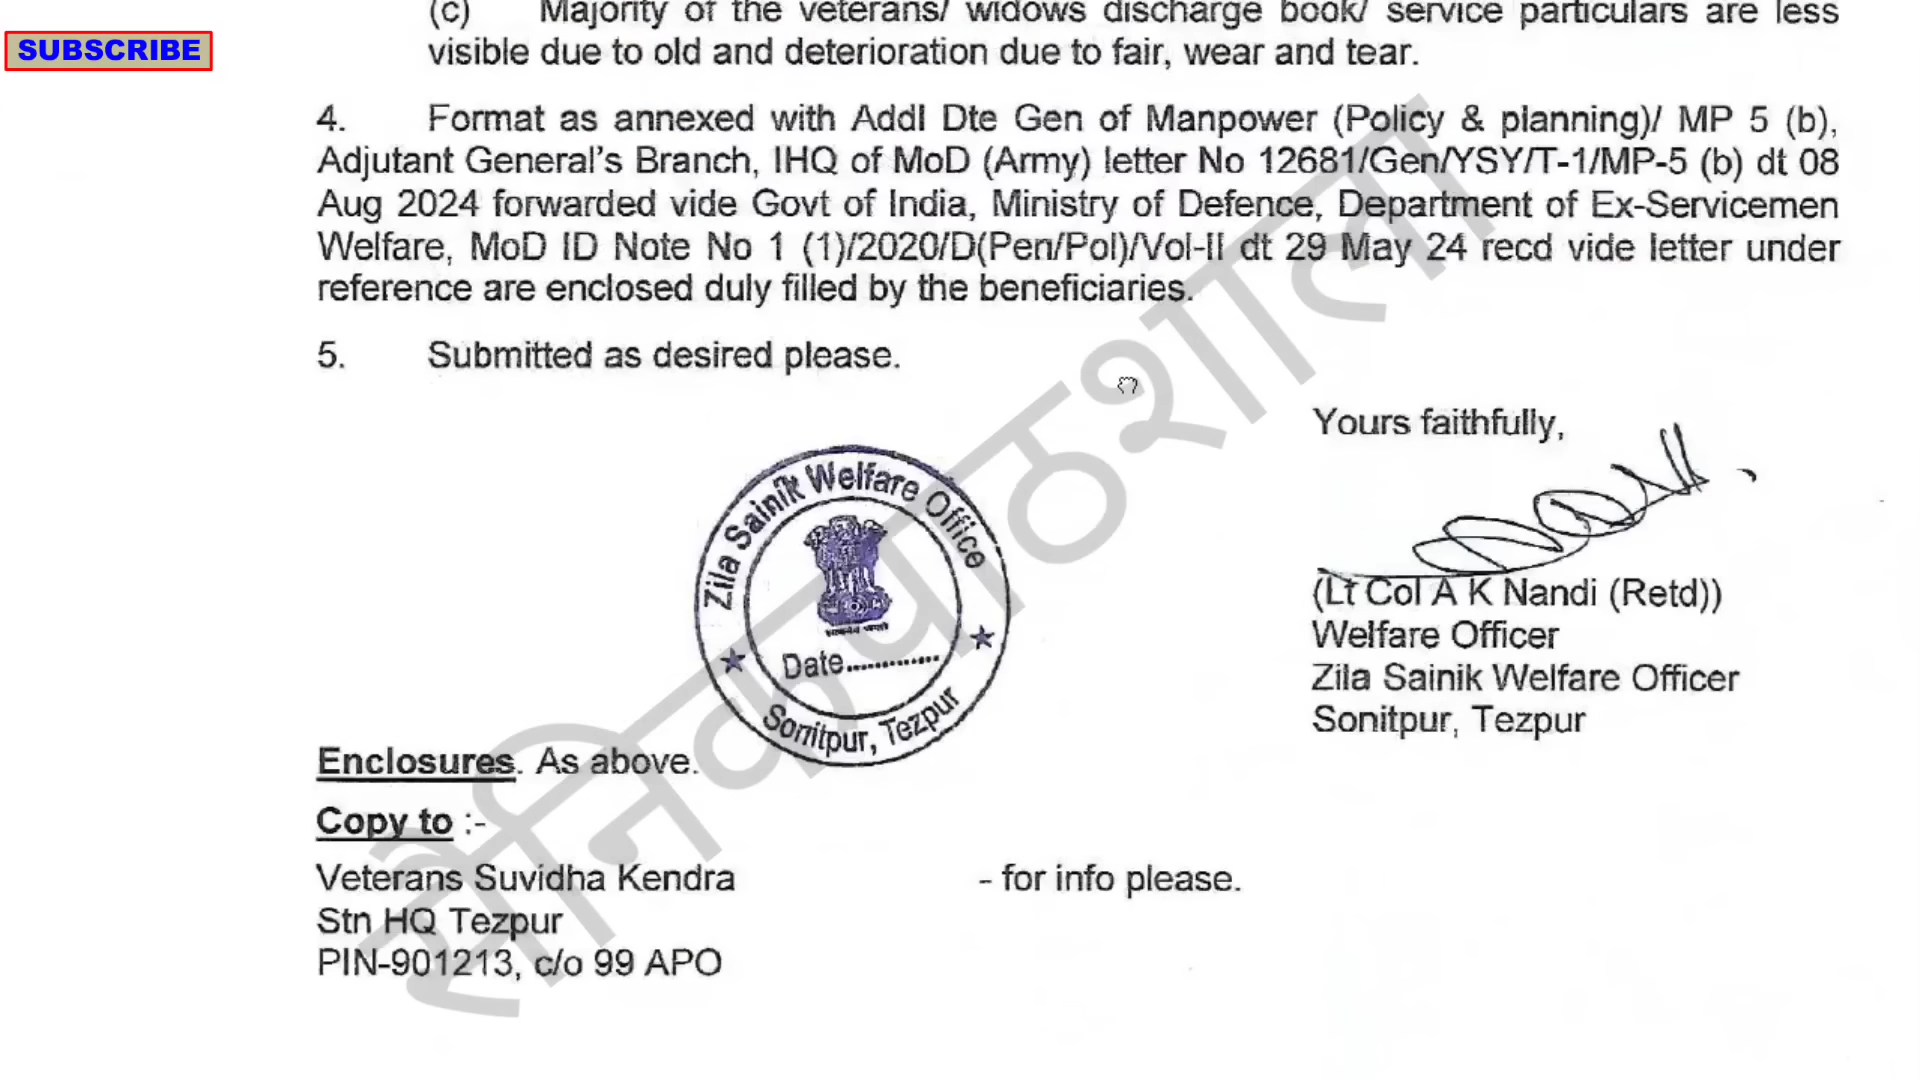 SUBSCRIBE
(c) Majority of the veterans/ widows discharge book/ service particulars are less
visible due to old and deterioration due to fair, wear and tear.
4. Format as annexed with Addl Dte Gen of Manpower (Policy & planning)/ MP 5 (b),
Adjutant General's Branch, IHQ of MoD (Army) letter No 12681/Gen/YSY/T-1/MP-5 (b) dt 08
Aug 2024 forwarded vide Govt of India, Ministry of Defence, Department of Ex-Servicemen
Welfare, MoD ID Note No 1 (1)/2020/D(Pen/Pol)/Vol-II dt 29 May 24 recd vide letter under
reference are enclosed duly filled by the beneficiaries.
5. Submitted as desired please.
Yours faithfully,
Zila Sainik Welfare Office
Date.............
Sonitpur, Tezpur
(Lt Col A K Nandi (Retd))
Welfare Officer
Zila Sainik Welfare Officer
Sonitpur, Tezpur
Enclosures. As above.
Copy to :-
Veterans Suvidha Kendra - for info please.
Stn HQ Tezpur
PIN-901213, c/o 99 APO
सैनिक पाठशाला